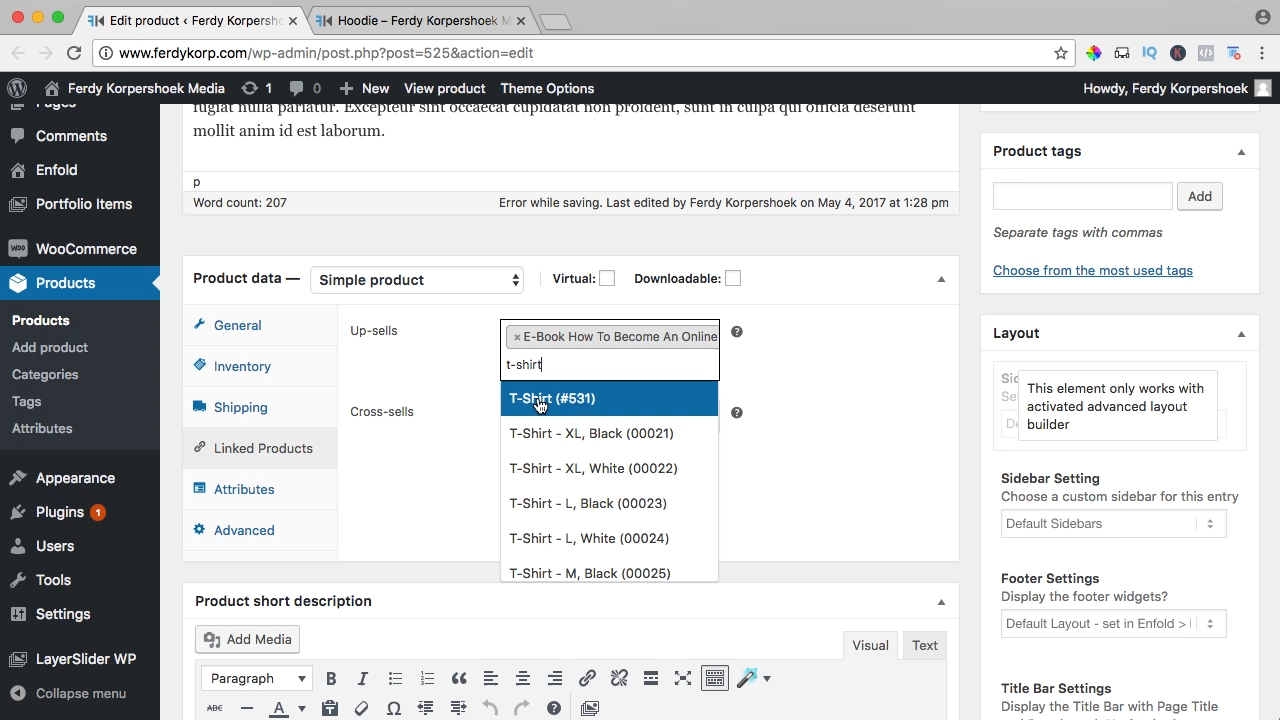 Edit product ‹ Ferdy Korpersho
Hoodie – Ferdy Korpershoek M
www.ferdykorp.com/wp-admin/post.php?post=525&action=edit
Ferdy Korpershoek Media
1
0
New
View product
Theme Options
Howdy, Ferdy Korpershoek
Pages
Comments
Enfold
Portfolio Items
WooCommerce
Products
Products
Add product
Categories
Tags
Attributes
Appearance
Plugins 1
Users
Tools
Settings
LayerSlider WP
Collapse menu
fugiat nulla pariatur. Excepteur sint occaecat cupidatat non proident, sunt in culpa qui officia deserunt
mollit anim id est laborum.
p
Word count: 207
Error while saving. Last edited by Ferdy Korpershoek on May 4, 2017 at 1:28 pm
Product data —
Simple product
Virtual:
Downloadable:
General
Inventory
Shipping
Linked Products
Attributes
Advanced
Up-sells
× E-Book How To Become An Online
t-shirt
Cross-sells
T-Shirt (#531)
T-Shirt - XL, Black (00021)
T-Shirt - XL, White (00022)
T-Shirt - L, Black (00023)
T-Shirt - L, White (00024)
T-Shirt - M, Black (00025)
Product short description
Add Media
Visual
Text
Paragraph
B
I
ABC
A
Product tags
Add
Separate tags with commas
Choose from the most used tags
Layout
This element only works with
activated advanced layout
builder
Sidebar Setting
Choose a custom sidebar for this entry
Default Sidebars
Footer Settings
Display the footer widgets?
Default Layout - set in Enfold >
Title Bar Settings
Display the Title Bar with Page Title